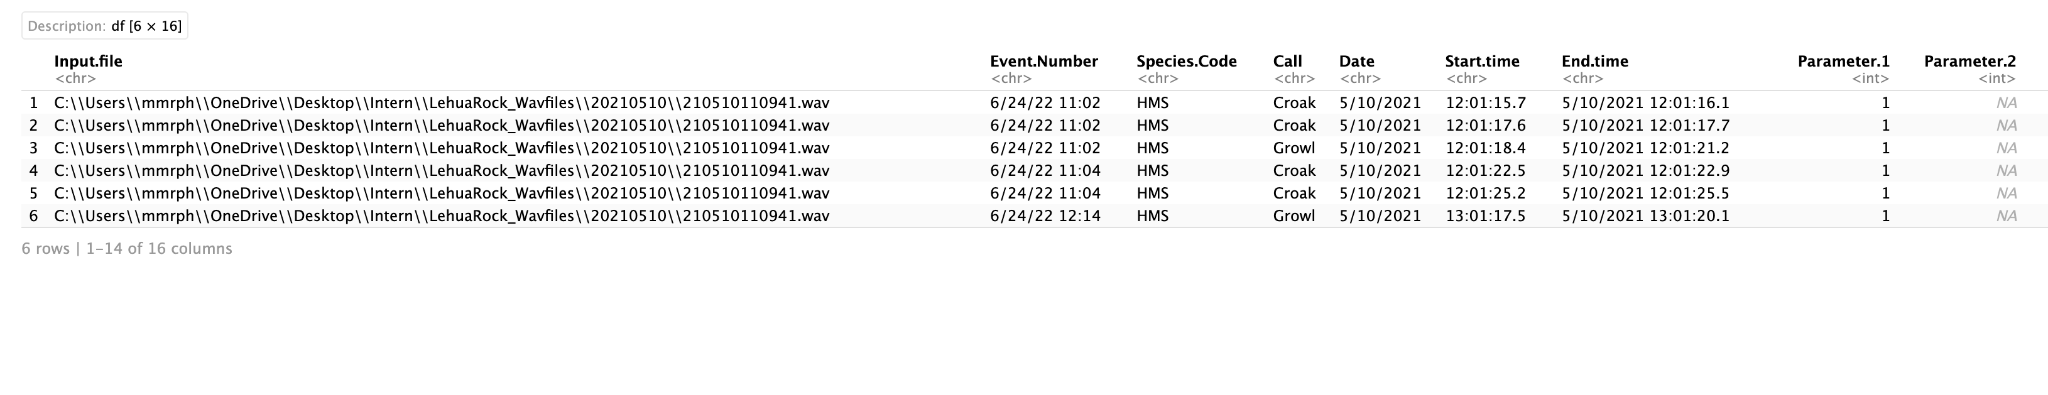 Description: df [6 × 16]
Input.file Event.Number Species.Code Call Date Start.time End.time Parameter.1 Parameter.2
<chr> <chr> <chr> <chr> <chr> <chr> <chr> <int> <int>
1 C:\\Users\\mmrph\\OneDrive\\Desktop\\Intern\\LehuaRock_Wavfiles\\20210510\\210510110941.wav 6/24/22 11:02 HMS Croak 5/10/2021 12:01:15.7 5/10/2021 12:01:16.1 1 NA
2 C:\\Users\\mmrph\\OneDrive\\Desktop\\Intern\\LehuaRock_Wavfiles\\20210510\\210510110941.wav 6/24/22 11:02 HMS Croak 5/10/2021 12:01:17.6 5/10/2021 12:01:17.7 1 NA
3 C:\\Users\\mmrph\\OneDrive\\Desktop\\Intern\\LehuaRock_Wavfiles\\20210510\\210510110941.wav 6/24/22 11:02 HMS Growl 5/10/2021 12:01:18.4 5/10/2021 12:01:21.2 1 NA
4 C:\\Users\\mmrph\\OneDrive\\Desktop\\Intern\\LehuaRock_Wavfiles\\20210510\\210510110941.wav 6/24/22 11:04 HMS Croak 5/10/2021 12:01:22.5 5/10/2021 12:01:22.9 1 NA
5 C:\\Users\\mmrph\\OneDrive\\Desktop\\Intern\\LehuaRock_Wavfiles\\20210510\\210510110941.wav 6/24/22 11:04 HMS Croak 5/10/2021 12:01:25.2 5/10/2021 12:01:25.5 1 NA
6 C:\\Users\\mmrph\\OneDrive\\Desktop\\Intern\\LehuaRock_Wavfiles\\20210510\\210510110941.wav 6/24/22 12:14 HMS Growl 5/10/2021 13:01:17.5 5/10/2021 13:01:20.1 1 NA
6 rows | 1–14 of 16 columns